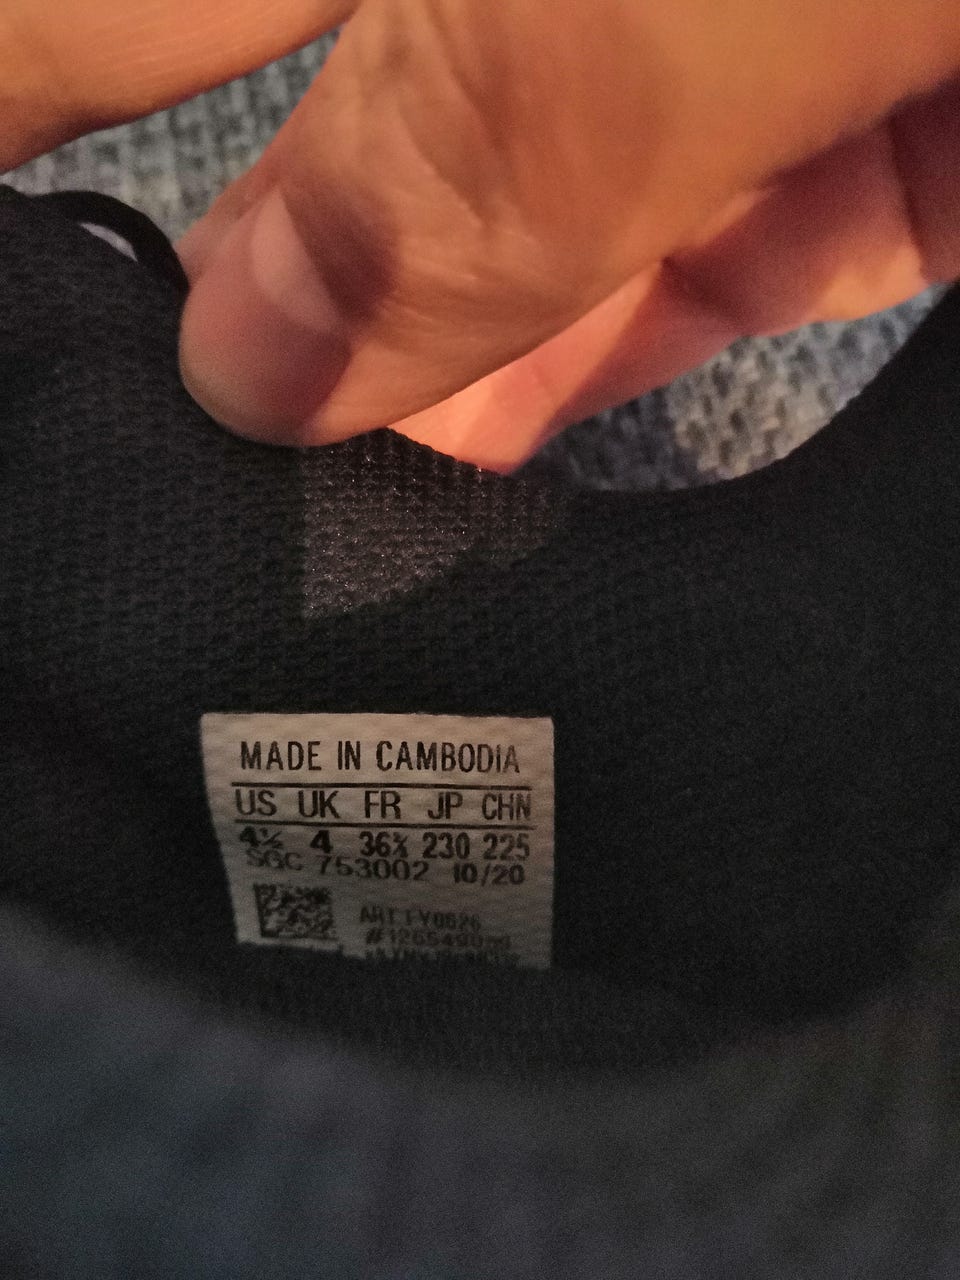 MADE IN CAMBODIA
US UK FR JP CHN
4½ 4 36⅔ 230 225
SGC 753002 10/20
ART